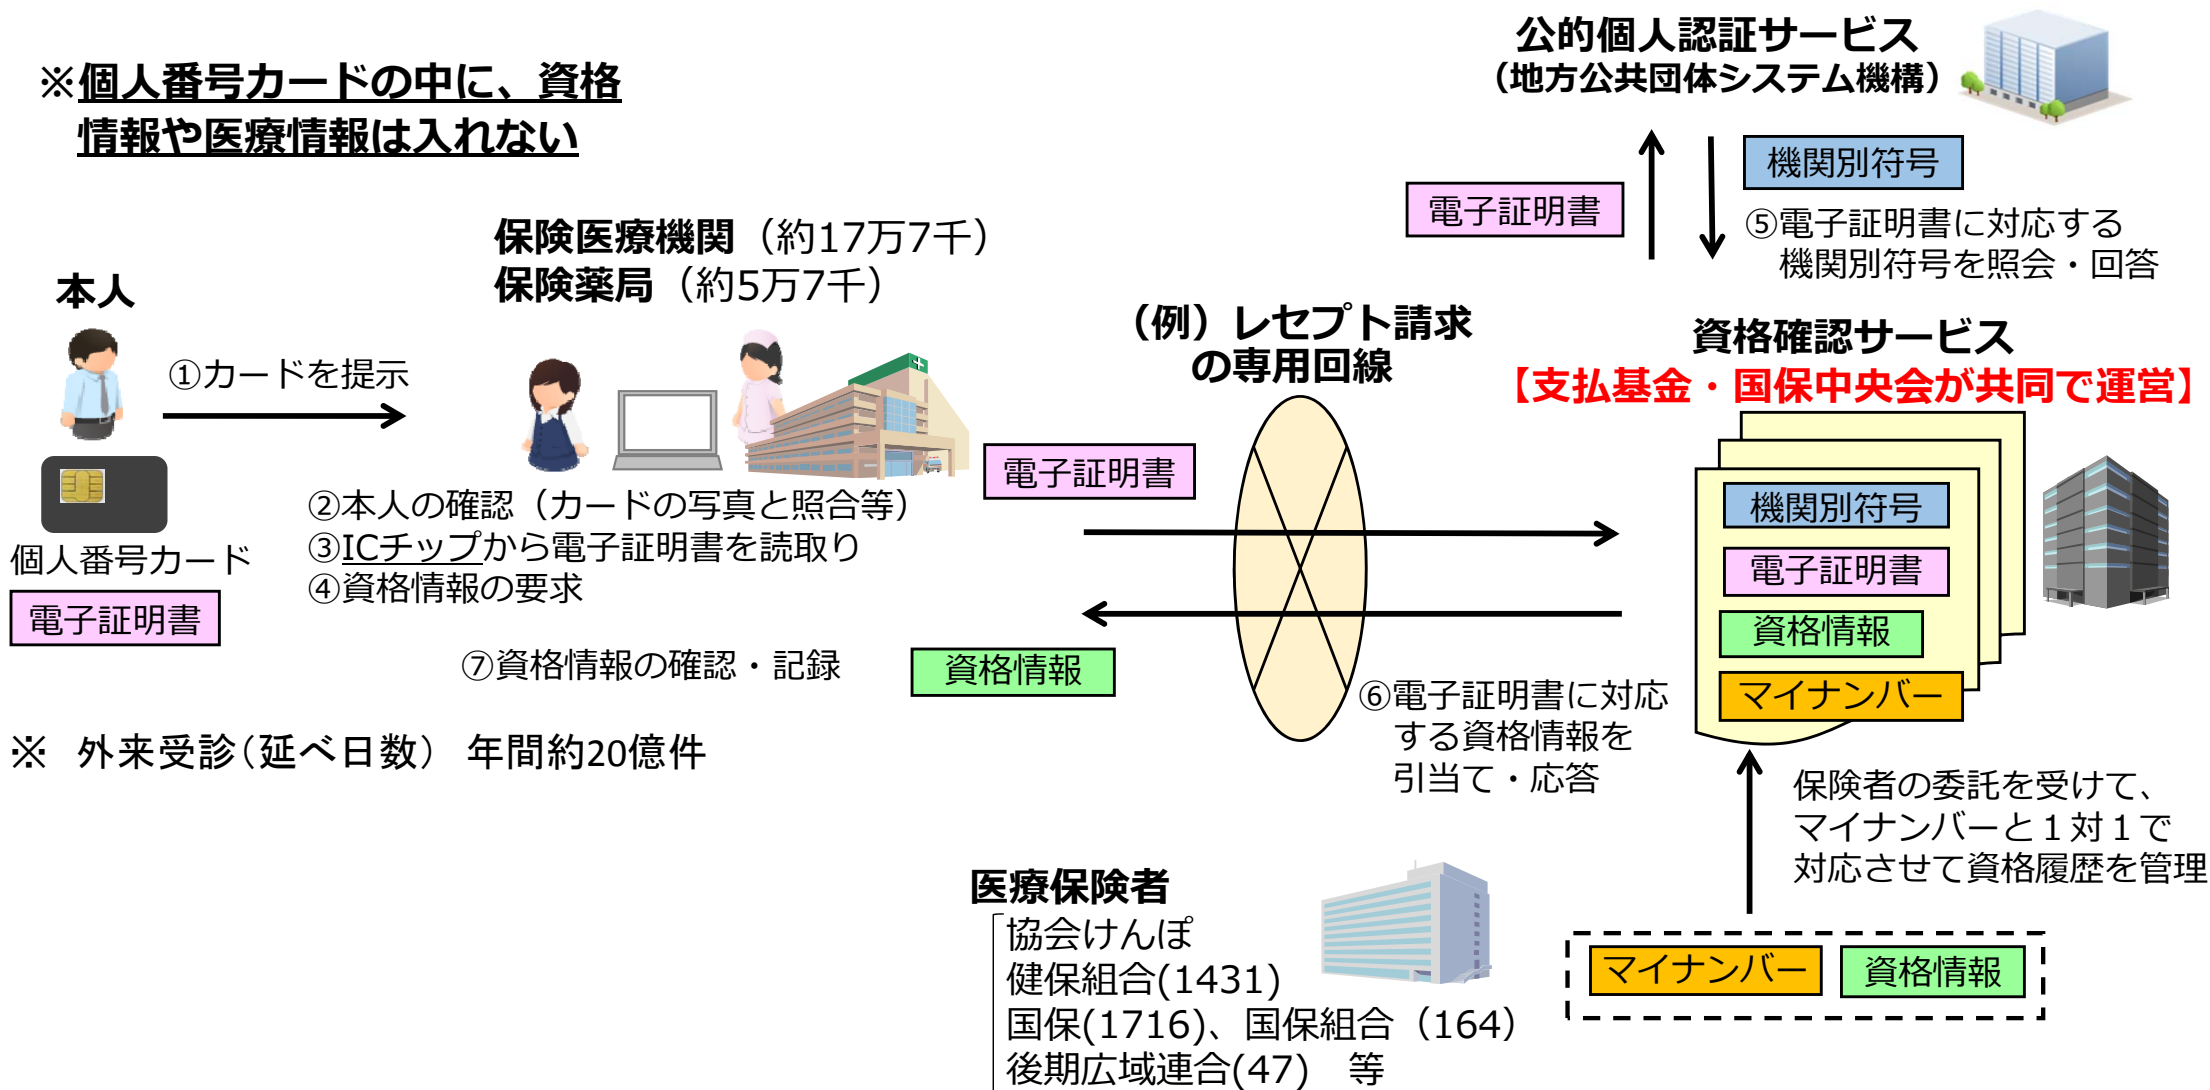 ※個人番号カードの中に、資格
情報や医療情報は入れない
公的個人認証サービス
（地方公共団体システム機構）
電子証明書
機関別符号
⑤電子証明書に対応する
機関別符号を照会・回答
本人
①カードを提示
個人番号カード
電子証明書
保険医療機関（約17万7千）
保険薬局（約5万7千）
②本人の確認（カードの写真と照合等）
③ICチップから電子証明書を読取り
④資格情報の要求
⑦資格情報の確認・記録
電子証明書
資格情報
（例）レセプト請求
の専用回線
⑥電子証明書に対応
する資格情報を
引当て・応答
資格確認サービス
【支払基金・国保中央会が共同で運営】
機関別符号
電子証明書
資格情報
マイナンバー
保険者の委託を受けて、
マイナンバーと１対１で
対応させて資格履歴を管理
マイナンバー
資格情報
※　外来受診（延べ日数）　年間約20億件
医療保険者
協会けんぽ
健保組合(1431)
国保(1716)、国保組合（164）
後期広域連合(47)　等